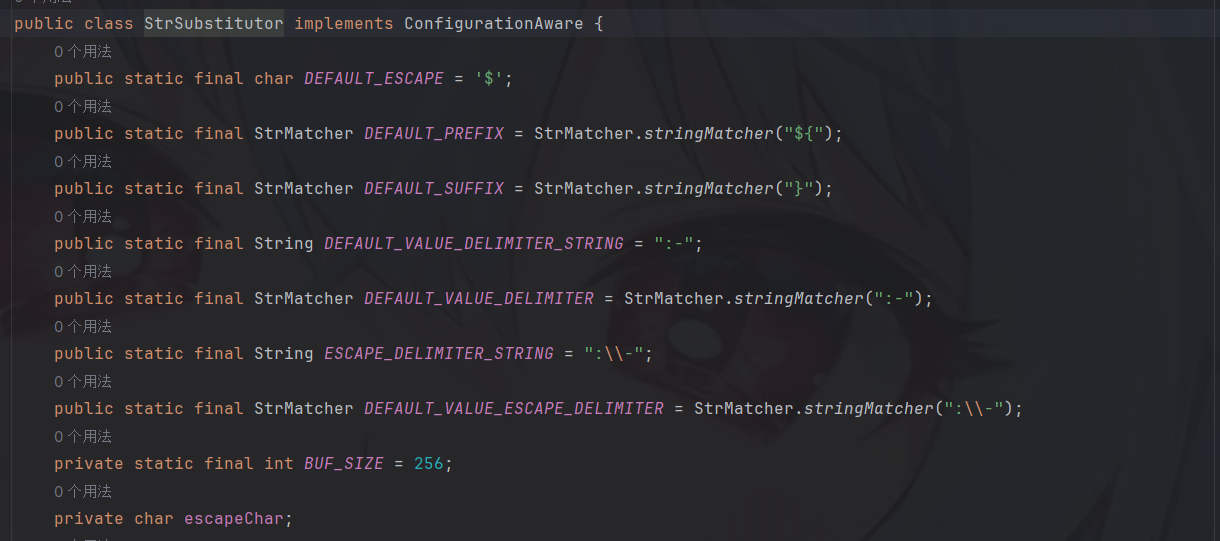 public class StrSubstitutor implements ConfigurationAware {
0 个用法
public static final char DEFAULT_ESCAPE = '$';
0 个用法
public static final StrMatcher DEFAULT_PREFIX = StrMatcher.stringMatcher("${");
0 个用法
public static final StrMatcher DEFAULT_SUFFIX = StrMatcher.stringMatcher("}");
0 个用法
public static final String DEFAULT_VALUE_DELIMITER_STRING = ":-";
0 个用法
public static final StrMatcher DEFAULT_VALUE_DELIMITER = StrMatcher.stringMatcher(":-");
0 个用法
public static final String ESCAPE_DELIMITER_STRING = ":\\-";
0 个用法
public static final StrMatcher DEFAULT_VALUE_ESCAPE_DELIMITER = StrMatcher.stringMatcher(":\\-");
0 个用法
private static final int BUF_SIZE = 256;
0 个用法
private char escapeChar;